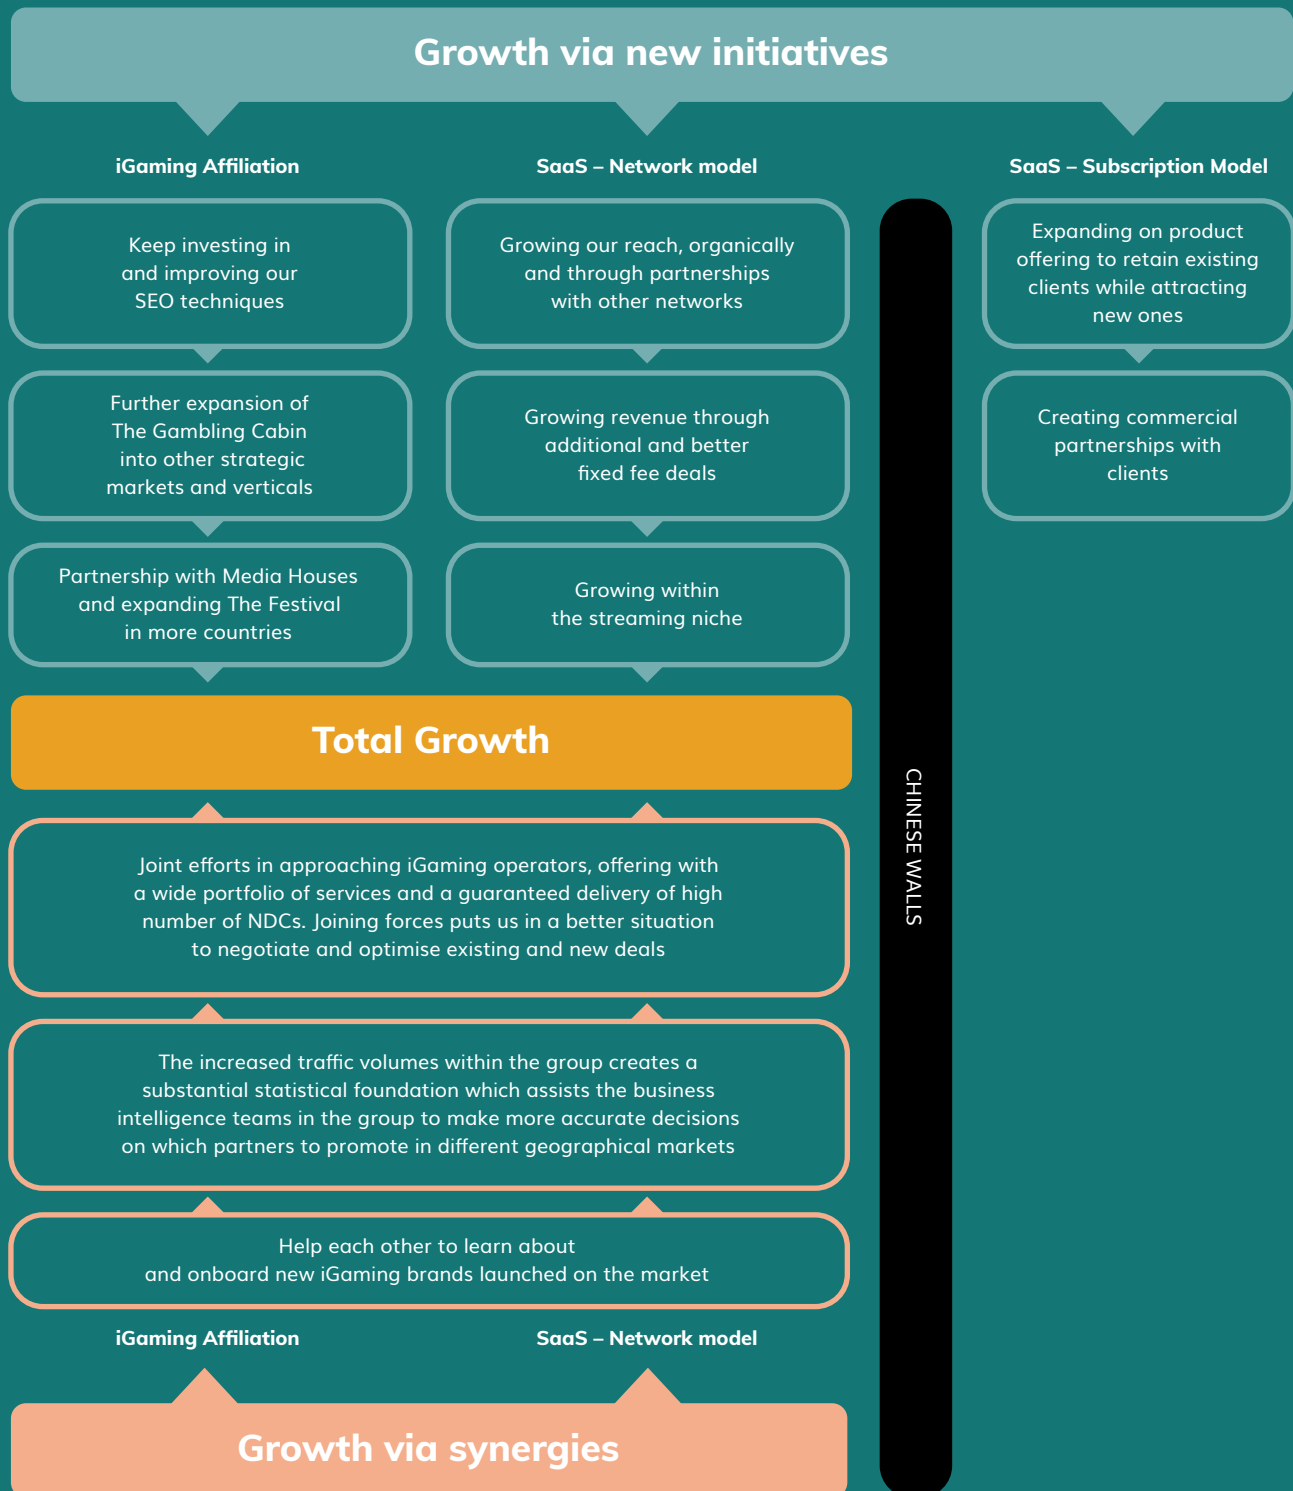 Growth via new initiatives
iGaming Affiliation
Keep investing in
and improving our
SEO techniques
Further expansion of
The Gambling Cabin
into other strategic
markets and verticals
Partnership with Media Houses
and expanding The Festival
in more countries
SaaS – Network model
Growing our reach, organically
and through partnerships
with other networks
Growing revenue through
additional and better
fixed fee deals
Growing within
the streaming niche
SaaS – Subscription Model
Expanding on product
offering to retain existing
clients while attracting
new ones
Creating commercial
partnerships with
clients
CHINESE WALLS
Total Growth
Joint efforts in approaching iGaming operators, offering with
a wide portfolio of services and a guaranteed delivery of high
number of NDCs. Joining forces puts us in a better situation
to negotiate and optimise existing and new deals
The increased traffic volumes within the group creates a
substantial statistical foundation which assists the business
intelligence teams in the group to make more accurate decisions
on which partners to promote in different geographical markets
Help each other to learn about
and onboard new iGaming brands launched on the market
iGaming Affiliation
SaaS – Network model
Growth via synergies